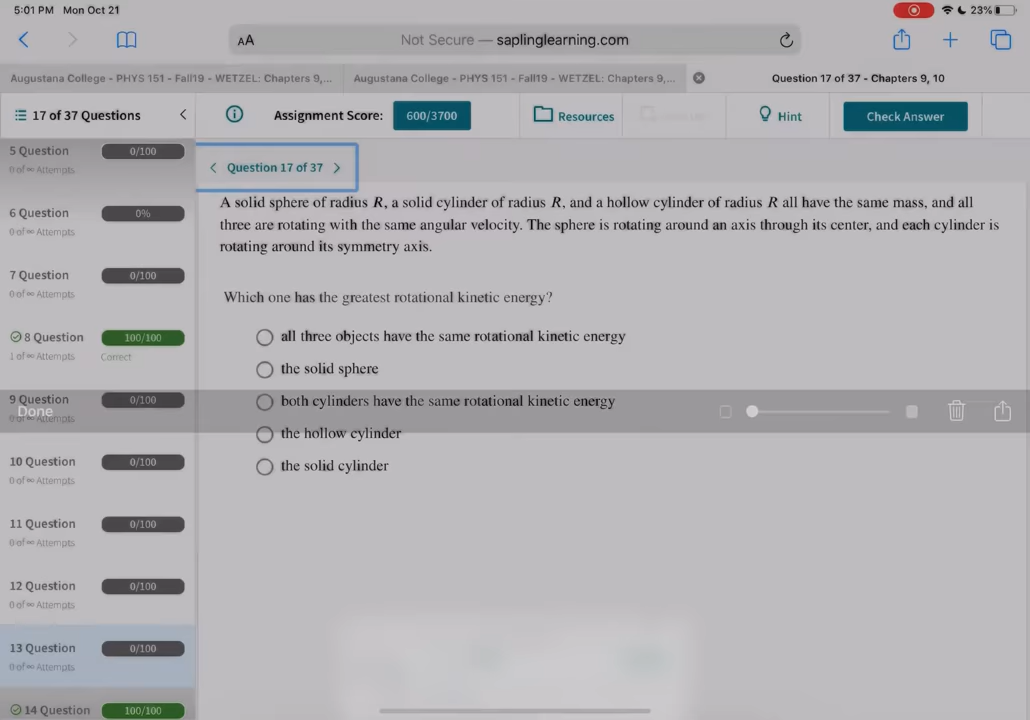 5:01 PM Mon Oct 21
23%
AA
Not Secure — saplinglearning.com
Augustana College - PHYS 151 - Fall19 - WETZEL: Chapters 9,...
Augustana College - PHYS 151 - Fall19 - WETZEL: Chapters 9,...
Question 17 of 37 - Chapters 9, 10
17 of 37 Questions
Assignment Score:
600/3700
Resources
Hint
Check Answer
5 Question
0/100
0 of ∞ Attempts
6 Question
0%
0 of ∞ Attempts
7 Question
0/100
0 of ∞ Attempts
8 Question
100/100
1 of ∞ Attempts
Correct
9 Question
0/100
0 of ∞ Attempts
Done
10 Question
0/100
0 of ∞ Attempts
11 Question
0/100
0 of ∞ Attempts
12 Question
0/100
0 of ∞ Attempts
13 Question
0/100
0 of ∞ Attempts
14 Question
100/100
Question 17 of 37
A solid sphere of radius R, a solid cylinder of radius R, and a hollow cylinder of radius R all have the same mass, and all
three are rotating with the same angular velocity. The sphere is rotating around an axis through its center, and each cylinder is
rotating around its symmetry axis.
Which one has the greatest rotational kinetic energy?
all three objects have the same rotational kinetic energy
the solid sphere
both cylinders have the same rotational kinetic energy
the hollow cylinder
the solid cylinder